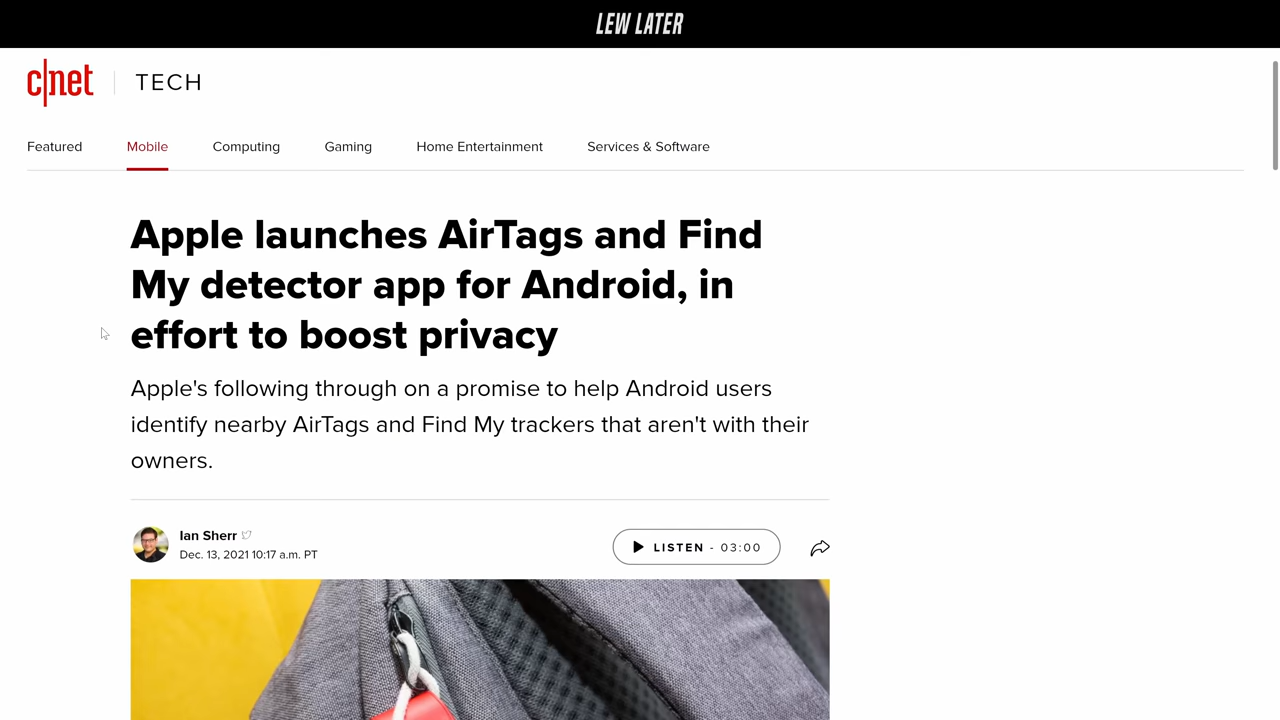 LEW LATER
c|net TECH
Featured Mobile Computing Gaming Home Entertainment Services & Software
Apple launches AirTags and Find
My detector app for Android, in
effort to boost privacy
Apple's following through on a promise to help Android users
identify nearby AirTags and Find My trackers that aren't with their
owners.
Ian Sherr
Dec. 13, 2021 10:17 a.m. PT
LISTEN - 03:00